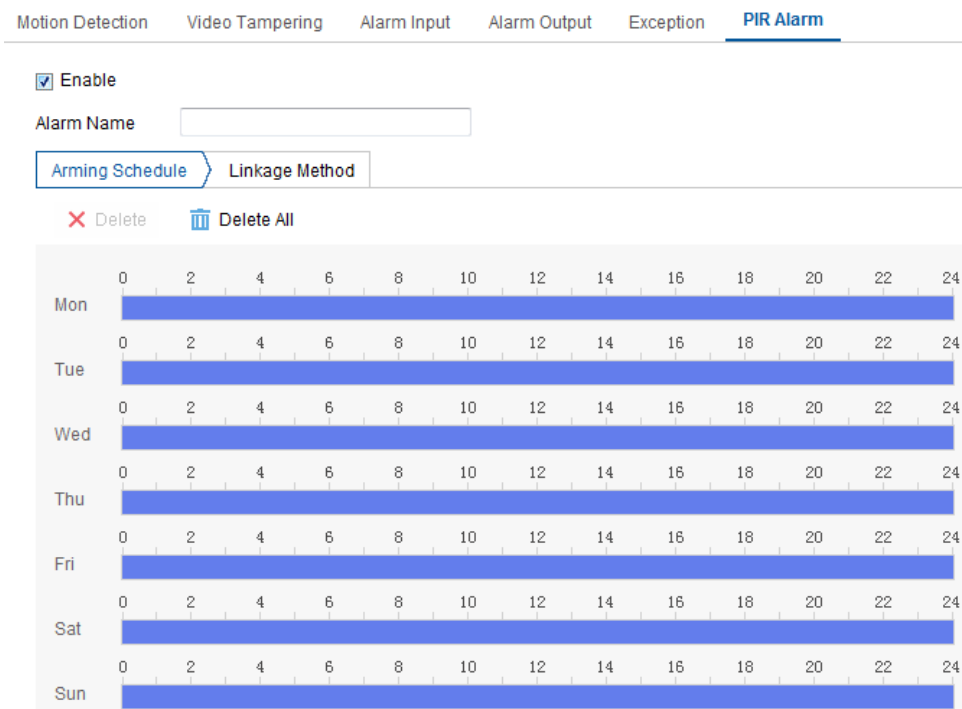 Motion Detection Video Tampering Alarm Input Alarm Output Exception PIR Alarm
Enable
Alarm Name
Arming Schedule Linkage Method
Delete Delete All
0 2 4 6 8 10 12 14 16 18 20 22 24
Mon
0 2 4 6 8 10 12 14 16 18 20 22 24
Tue
0 2 4 6 8 10 12 14 16 18 20 22 24
Wed
0 2 4 6 8 10 12 14 16 18 20 22 24
Thu
0 2 4 6 8 10 12 14 16 18 20 22 24
Fri
0 2 4 6 8 10 12 14 16 18 20 22 24
Sat
0 2 4 6 8 10 12 14 16 18 20 22 24
Sun